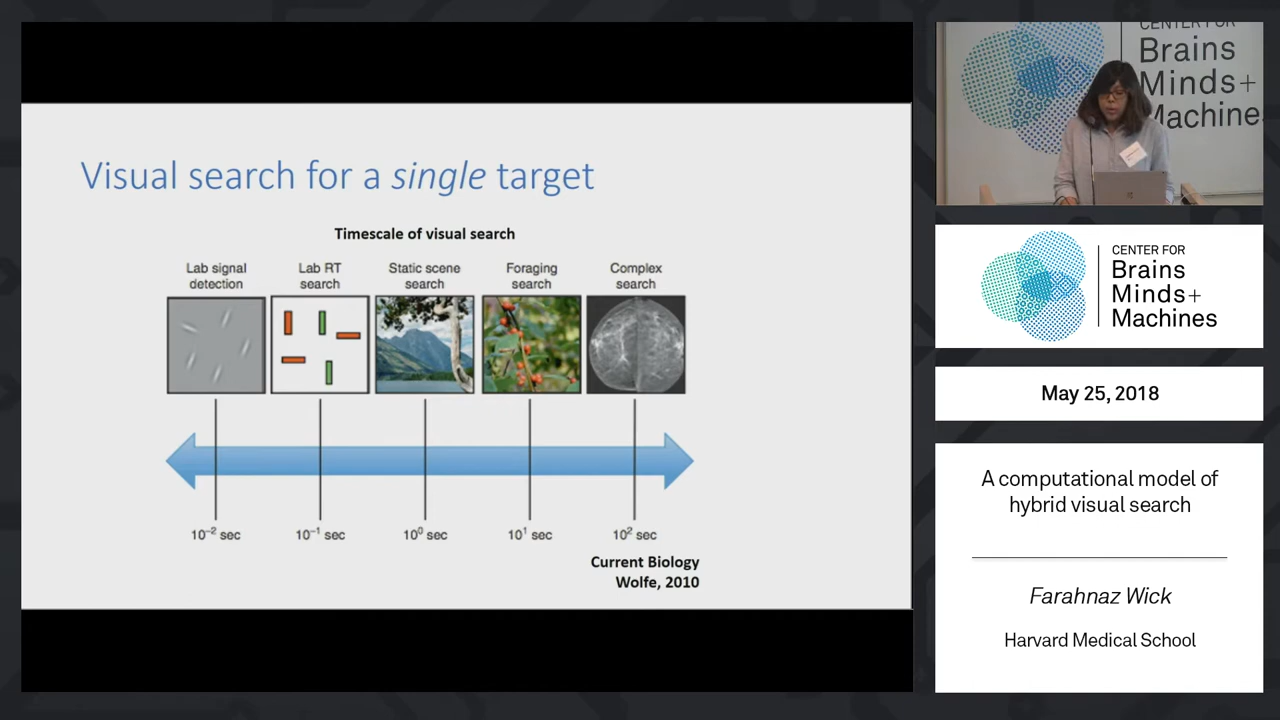 Visual search for a single target
Timescale of visual search
Lab signal
detection
Lab RT
search
Static scene
search
Foraging
search
Complex
search
10⁻² sec
10⁻¹ sec
10⁰ sec
10¹ sec
10² sec
Current Biology
Wolfe, 2010
CENTER FOR
Brains
Minds+
Machines
CENTER FOR
Brains
Minds+
Machines
May 25, 2018
A computational model of
hybrid visual search
Farahnaz Wick
Harvard Medical School